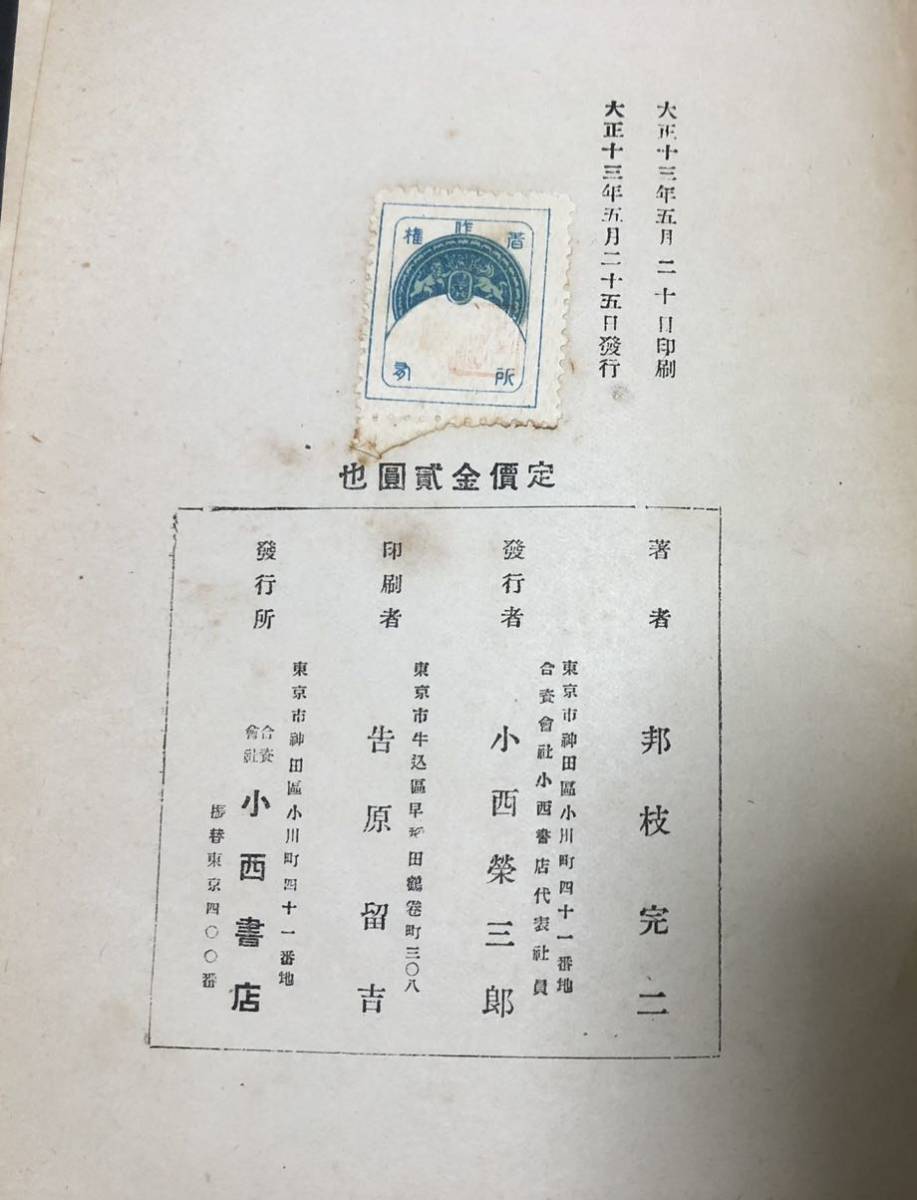 大正十三年五月二十日印刷
大正十三年五月二十五日發行
著作權
所有
定價金貳圓也
著者
邦枝完二
發行者
東京市神田區小川町四十一番地
合資會社小西書店代表社員
小西榮三郎
印刷者
東京市牛込區早稻田鶴卷町三〇八
告原留吉
發行所
東京市神田區小川町四十一番地
合資會社
小西書店
振替東京四〇〇番